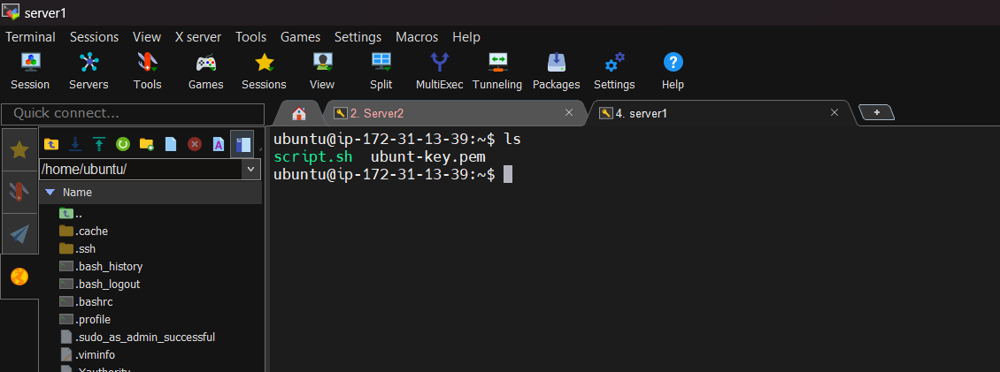 server1
Terminal Sessions View X server Tools Games Settings Macros Help
Session Servers Tools Games Sessions View Split MultiExec Tunneling Packages Settings Help
Quick connect...
2. Server2
4. server1
/home/ubuntu/
Name
..
.cache
.ssh
.bash_history
.bash_logout
.bashrc
.profile
.sudo_as_admin_successful
.viminfo
.Xauthority
ubuntu@ip-172-31-13-39:~$ ls
script.sh ubunt-key.pem
ubuntu@ip-172-31-13-39:~$